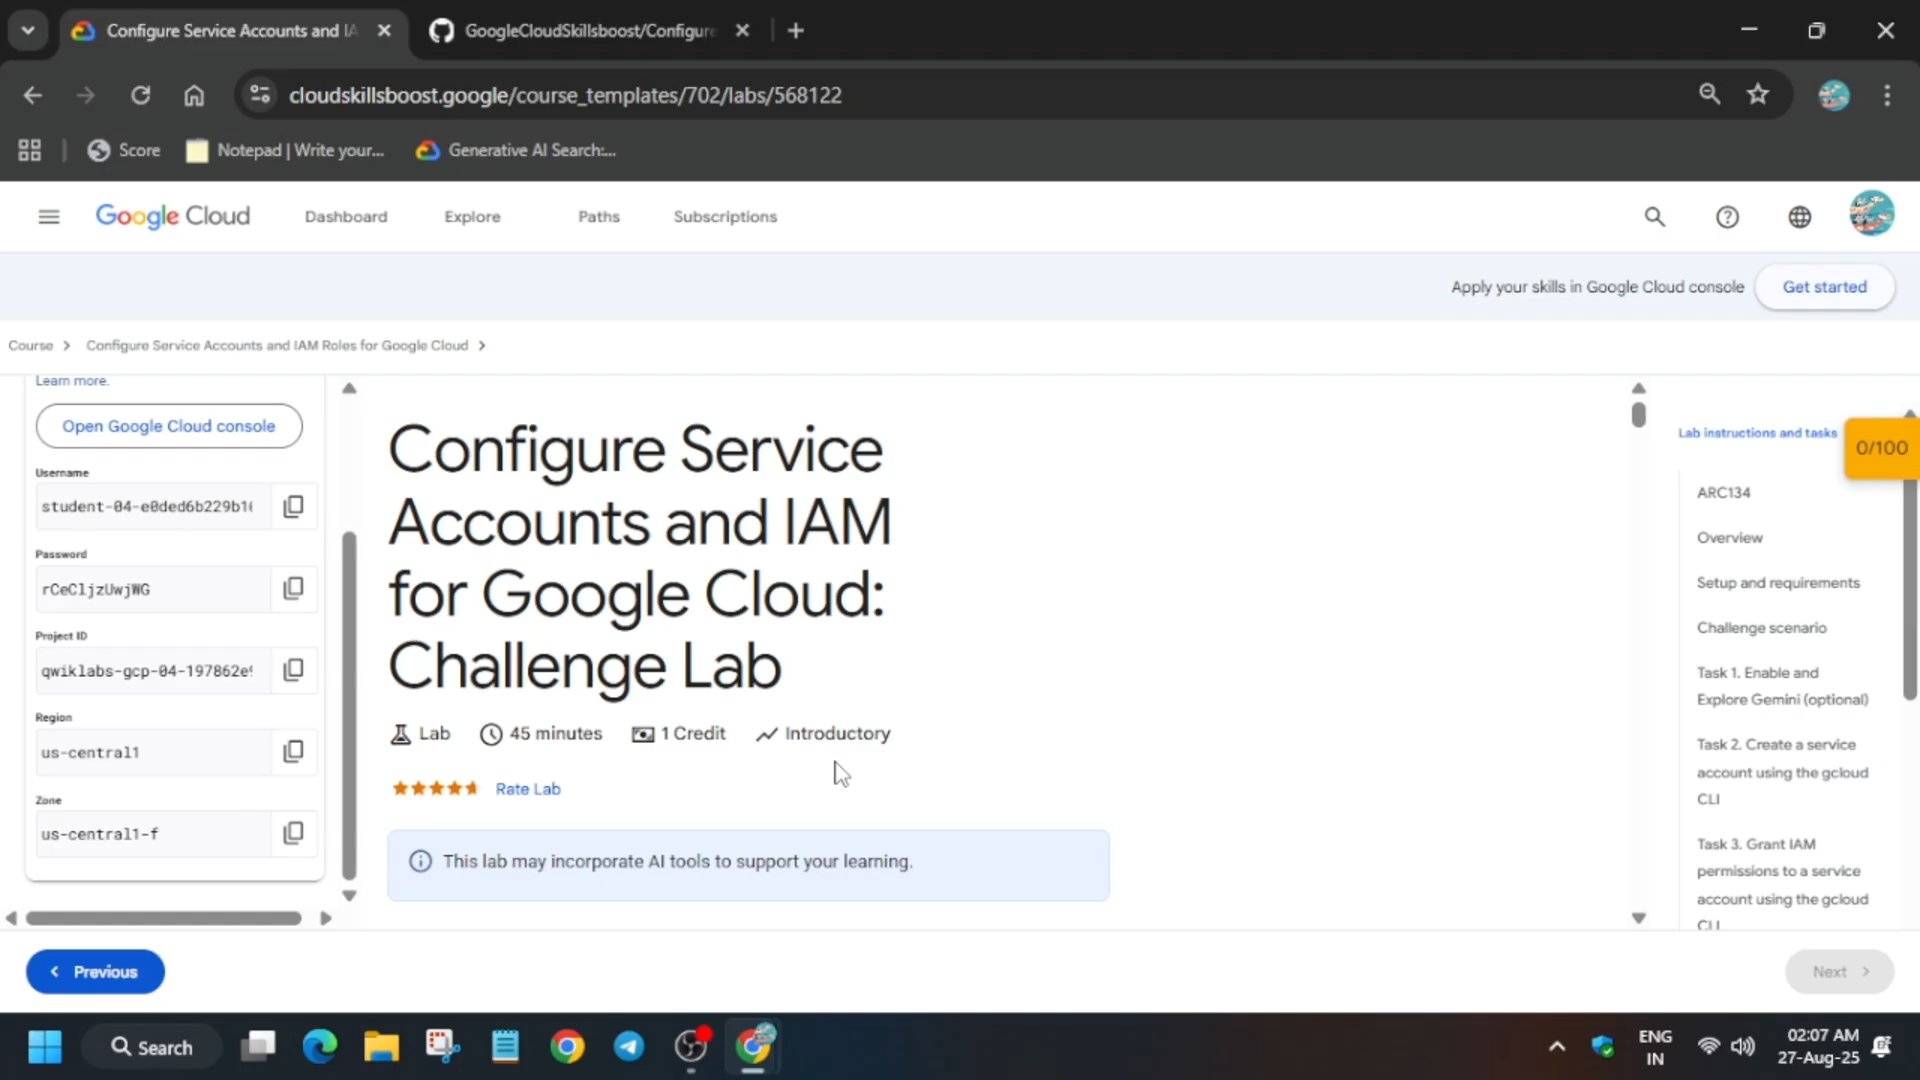 Configure Service Accounts and IA
GoogleCloudSkillsboost/Configure
cloudskillsboost.google/course_templates/702/labs/568122
Score
Notepad | Write your...
Generative AI Search:...
Google Cloud
Dashboard
Explore
Paths
Subscriptions
Apply your skills in Google Cloud console
Get started
Course
Configure Service Accounts and IAM Roles for Google Cloud
Learn more.
Open Google Cloud console
Username
student-04-e0ded6b229b1
Password
rCeCljzUwjWG
Project ID
qwiklabs-gcp-04-197862e
Region
us-central1
Zone
us-central1-f
Configure Service
Accounts and IAM
for Google Cloud:
Challenge Lab
Lab
45 minutes
1 Credit
Introductory
Rate Lab
This lab may incorporate AI tools to support your learning.
Lab instructions and tasks
0/100
ARC134
Overview
Setup and requirements
Challenge scenario
Task 1. Enable and
Explore Gemini (optional)
Task 2. Create a service
account using the gcloud
CLI
Task 3. Grant IAM
permissions to a service
account using the gcloud
CLI
Previous
Next
Search
ENG
IN
02:07 AM
27-Aug-25